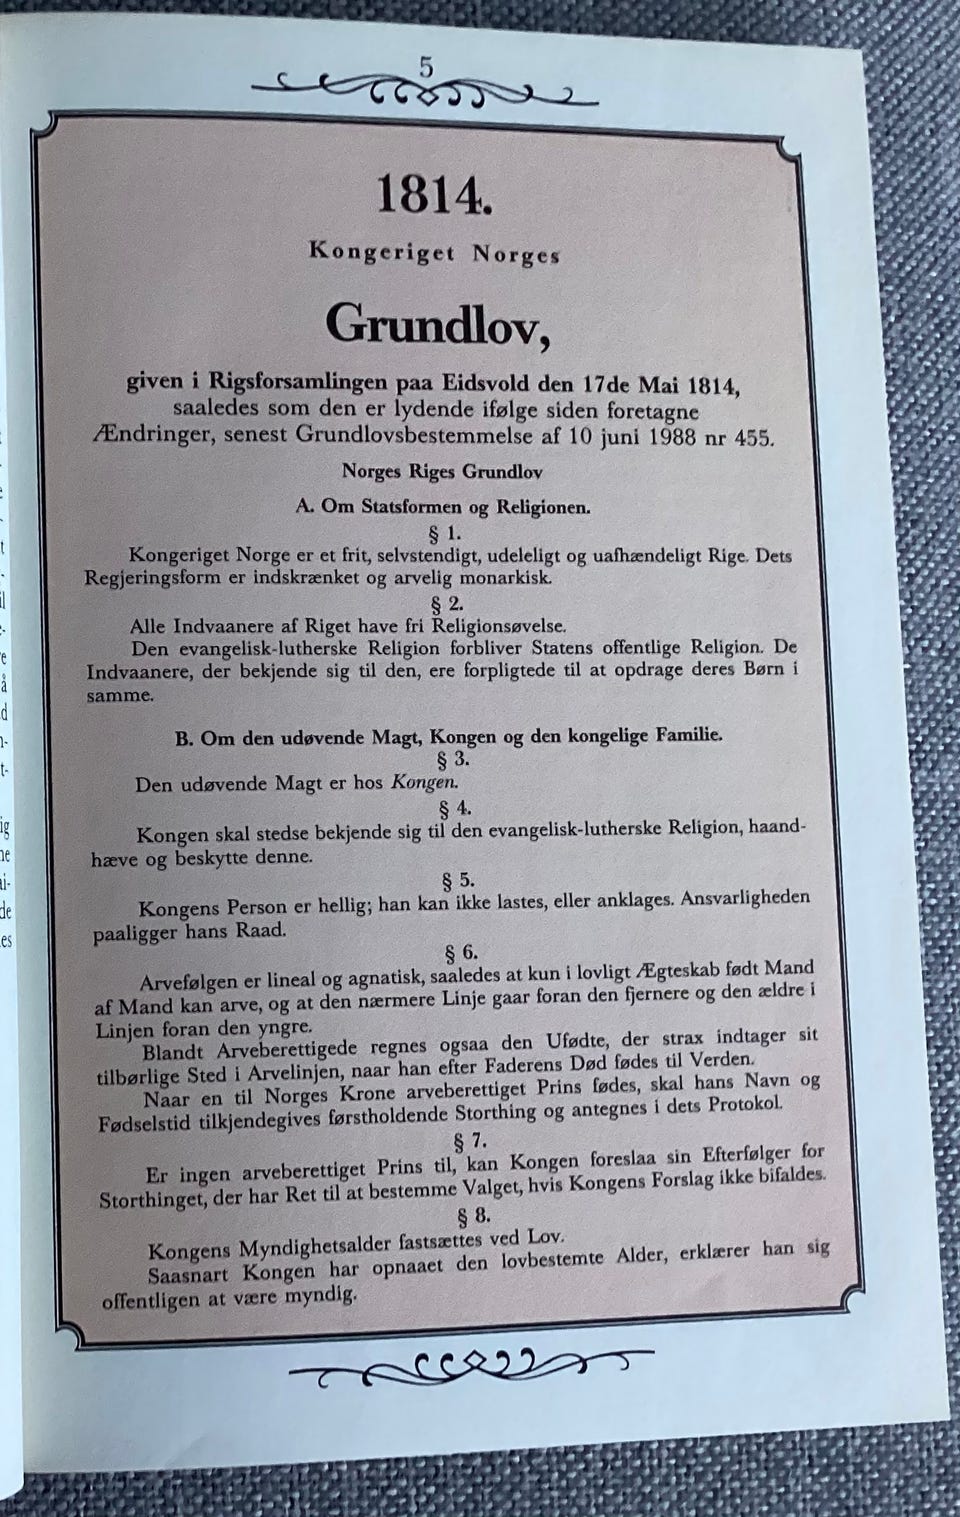 5
1814.
Kongeriget Norges
Grundlov,
given i Rigsforsamlingen paa Eidsvold den 17de Mai 1814,
saaledes som den er lydende ifølge siden foretagne
Ændringer, senest Grundlovsbestemmelse af 10 juni 1988 nr 455.
Norges Riges Grundlov
A. Om Statsformen og Religionen.
§ 1.
Kongeriget Norge er et frit, selvstendigt, udeleligt og uafhændeligt Rige. Dets
Regjeringsform er indskrænket og arvelig monarkisk.
§ 2.
Alle Indvaanere af Riget have fri Religionsøvelse.
Den evangelisk-lutherske Religion forbliver Statens offentlige Religion. De
Indvaanere, der bekjende sig til den, ere forpligtede til at opdrage deres Børn i
samme.
B. Om den udøvende Magt, Kongen og den kongelige Familie.
§ 3.
Den udøvende Magt er hos Kongen.
§ 4.
Kongen skal stedse bekjende sig til den evangelisk-lutherske Religion, haand-
hæve og beskytte denne.
§ 5.
Kongens Person er hellig; han kan ikke lastes, eller anklages. Ansvarligheden
paaligger hans Raad.
§ 6.
Arvefølgen er lineal og agnatisk, saaledes at kun i lovligt Ægteskab født Mand
af Mand kan arve, og at den nærmere Linje gaar foran den fjernere og den ældre i
Linjen foran den yngre.
Blandt Arveberettigede regnes ogsaa den Ufødte, der strax indtager sit
tilbørlige Sted i Arvelinjen, naar han efter Faderens Død fødes til Verden.
Naar en til Norges Krone arveberettiget Prins fødes, skal hans Navn og
Fødselstid tilkjendegives førstholdende Storthing og antegnes i dets Protokol.
§ 7.
Er ingen arveberettiget Prins til, kan Kongen foreslaa sin Efterfølger for
Storthinget, der har Ret til at bestemme Valget, hvis Kongens Forslag ikke bifaldes.
§ 8.
Kongens Myndighetsalder fastsættes ved Lov.
Saasnart Kongen har opnaaet den lovbestemte Alder, erklærer han sig
offentligen at være myndig.